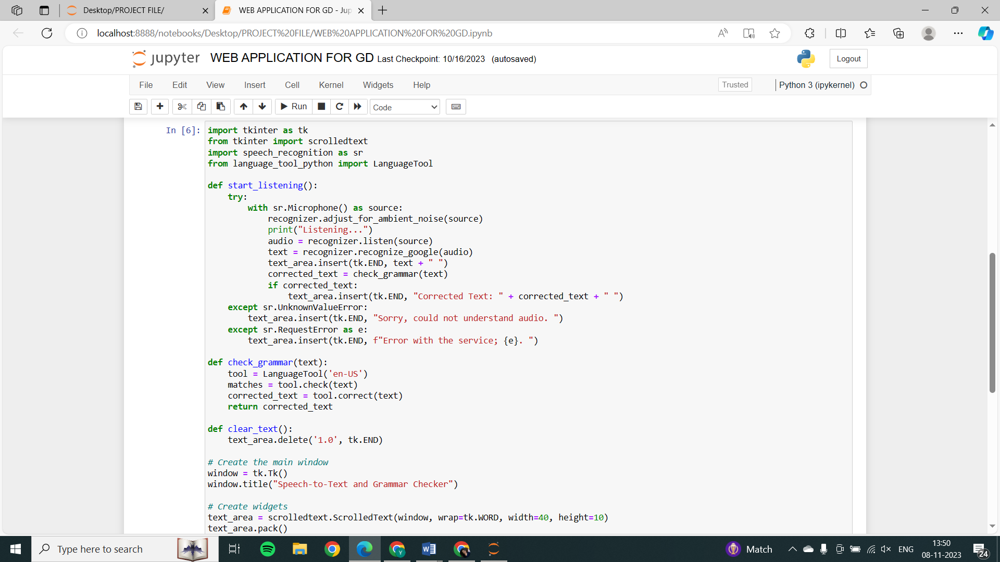 Desktop/PROJECT FILE/
WEB APPLICATION FOR GD - Jup
localhost:8888/notebooks/Desktop/PROJECT%20FILE/WEB%20APPLICATION%20FOR%20GD.ipynb
jupyter WEB APPLICATION FOR GD Last Checkpoint: 10/16/2023 (autosaved)
Logout
File Edit View Insert Cell Kernel Widgets Help
Trusted
Python 3 (ipykernel)
Run
Code
In [6]:
import tkinter as tk
from tkinter import scrolledtext
import speech_recognition as sr
from language_tool_python import LanguageTool

def start_listening():
    try:
        with sr.Microphone() as source:
            recognizer.adjust_for_ambient_noise(source)
            print("Listening...")
            audio = recognizer.listen(source)
            text = recognizer.recognize_google(audio)
            text_area.insert(tk.END, text + " ")
            corrected_text = check_grammar(text)
            if corrected_text:
                text_area.insert(tk.END, "Corrected Text: " + corrected_text + " ")
    except sr.UnknownValueError:
        text_area.insert(tk.END, "Sorry, could not understand audio. ")
    except sr.RequestError as e:
        text_area.insert(tk.END, f"Error with the service; {e}. ")

def check_grammar(text):
    tool = LanguageTool('en-US')
    matches = tool.check(text)
    corrected_text = tool.correct(text)
    return corrected_text

def clear_text():
    text_area.delete('1.0', tk.END)

# Create the main window
window = tk.Tk()
window.title("Speech-to-Text and Grammar Checker")

# Create widgets
text_area = scrolledtext.ScrolledText(window, wrap=tk.WORD, width=40, height=10)
text_area.pack()
Type here to search
Match
ENG
13:50
08-11-2023
24